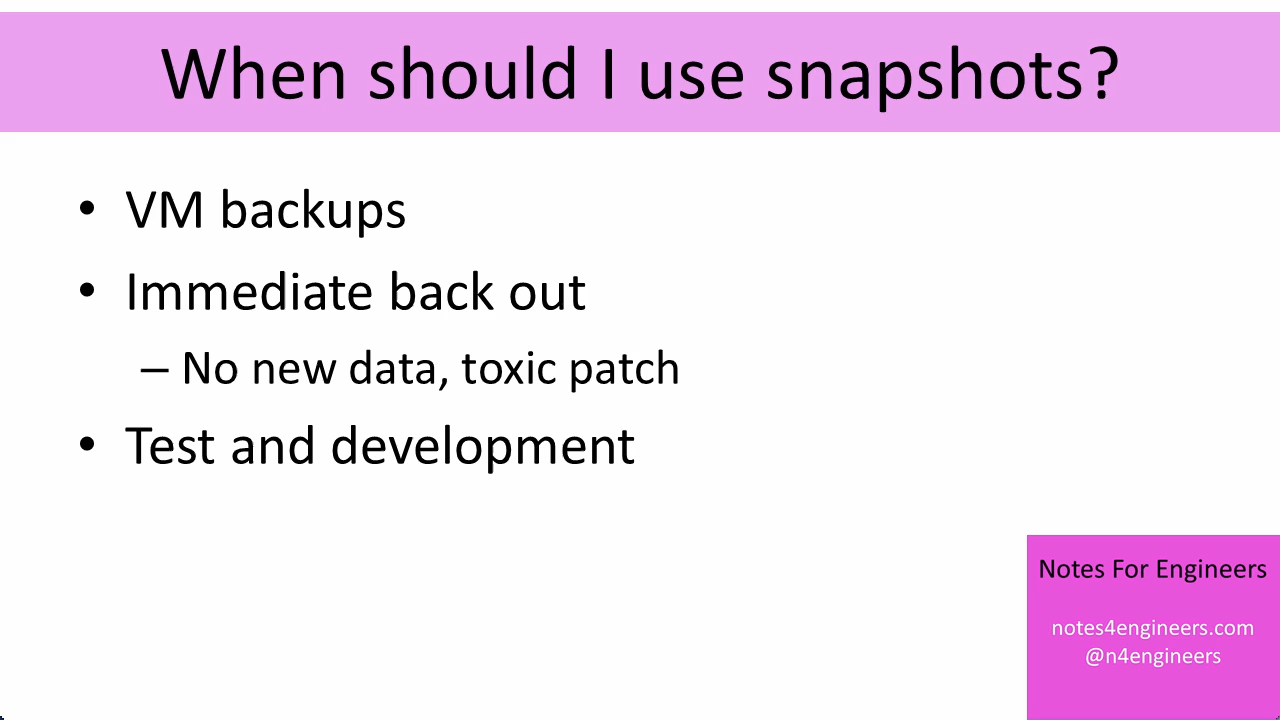 When should I use snapshots?
• VM backups
• Immediate back out
– No new data, toxic patch
• Test and development
Notes For Engineers
notes4engineers.com
@n4engineers